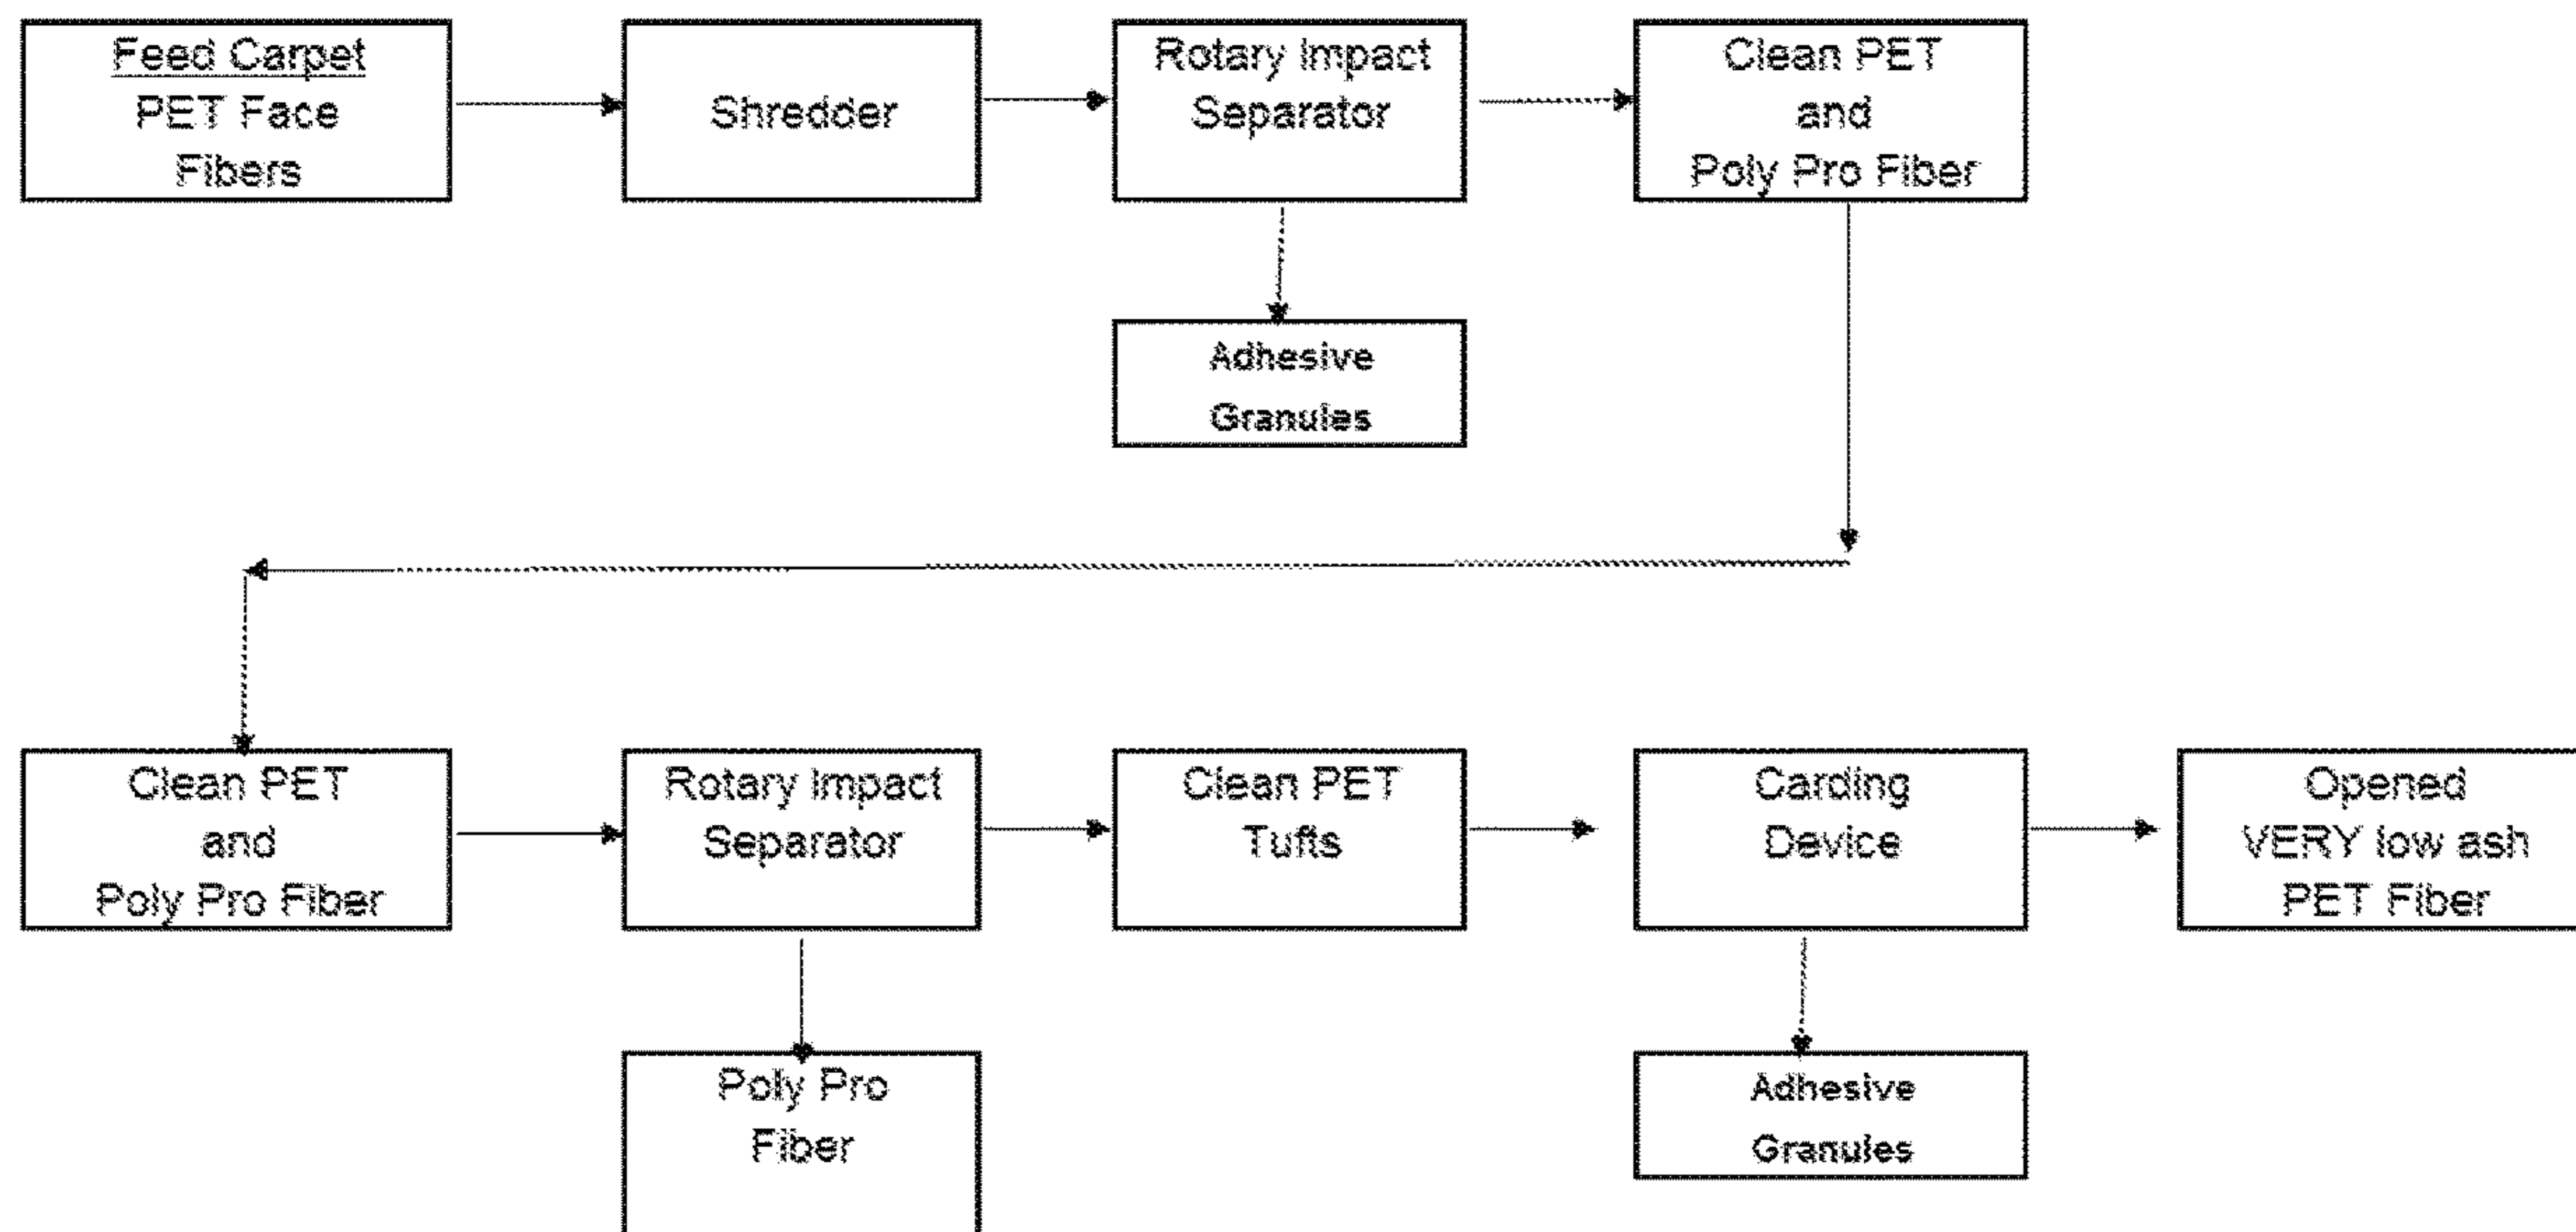 Feed Carpet
PET Face
Fibers
Shredder
Rotary Impact
Separator
Clean PET
and
Poly Pro Fiber
Adhesive
Granules
Clean PET
and
Poly Pro Fiber
Rotary Impact
Separator
Clean PET
Tufts
Carding
Device
Opened
VERY low ash
PET Fiber
Poly Pro
Fiber
Adhesive
Granules